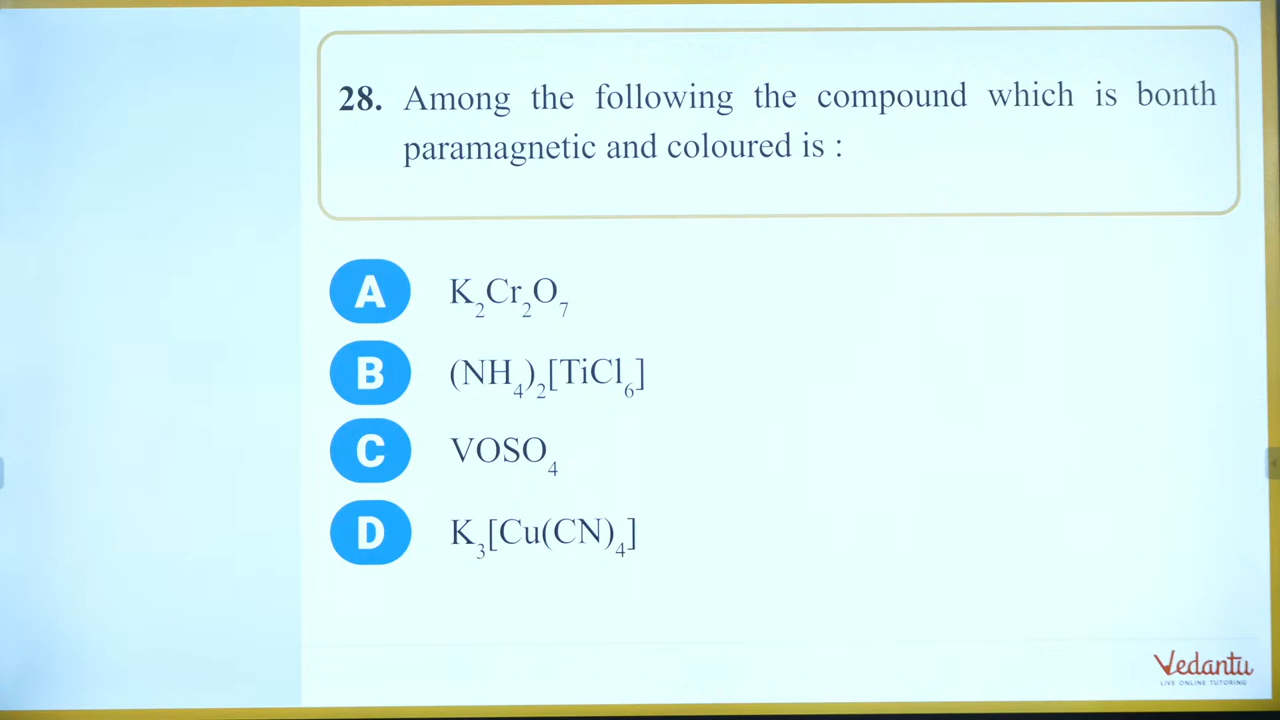 28. Among the following the compound which is bonth
paramagnetic and coloured is :
A K₂Cr₂O₇
B (NH₄)₂[TiCl₆]
C VOSO₄
D K₃[Cu(CN)₄]
Vedantu
LIVE ONLINE TUTORING